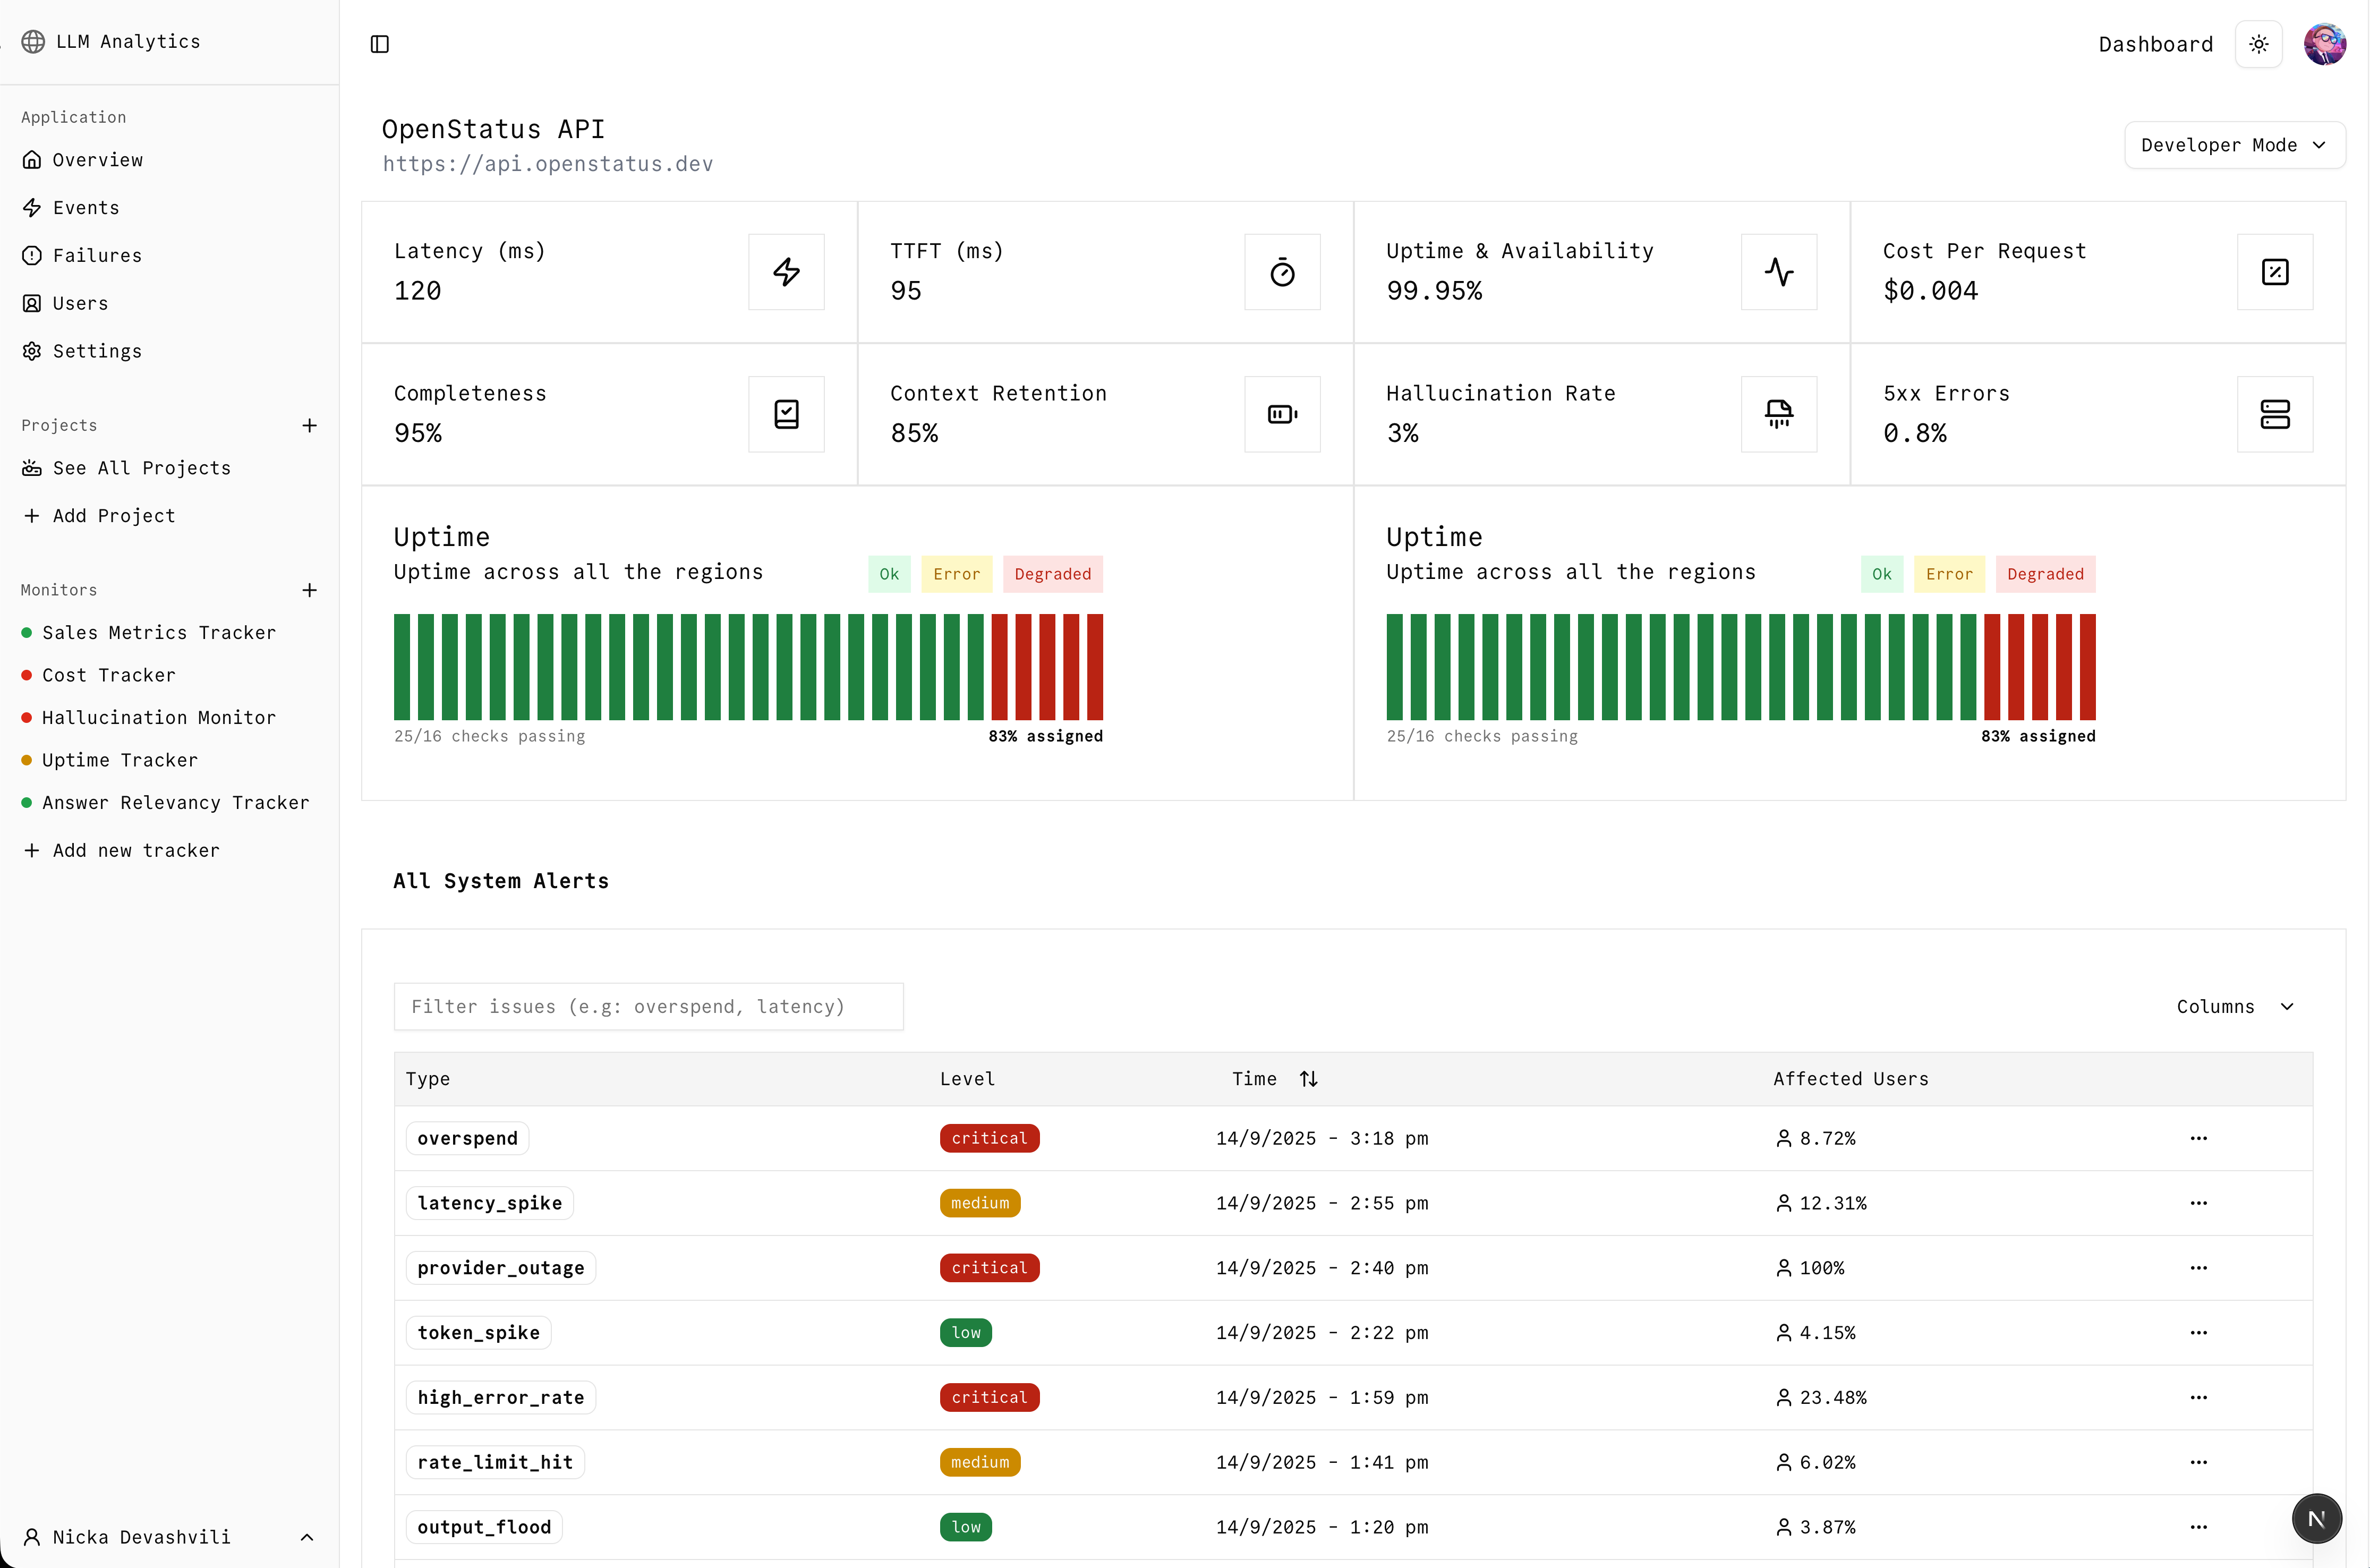 LLM Analytics
Application
Overview
Events
Failures
Users
Settings
Projects
See All Projects
Add Project
Monitors
Sales Metrics Tracker
Cost Tracker
Hallucination Monitor
Uptime Tracker
Answer Relevancy Tracker
Add new tracker
Nicka Devashvili
Dashboard
OpenStatus API
https://api.openstatus.dev
Developer Mode
Latency (ms)
120
TTFT (ms)
95
Uptime & Availability
99.95%
Cost Per Request
$0.004
Completeness
95%
Context Retention
85%
Hallucination Rate
3%
5xx Errors
0.8%
Uptime
Uptime across all the regions
Ok Error Degraded
25/16 checks passing 83% assigned
Uptime
Uptime across all the regions
Ok Error Degraded
25/16 checks passing 83% assigned
All System Alerts
Filter issues (e.g: overspend, latency)
Columns
Type Level Time Affected Users
overspend critical 14/9/2025 - 3:18 pm 8.72%
latency_spike medium 14/9/2025 - 2:55 pm 12.31%
provider_outage critical 14/9/2025 - 2:40 pm 100%
token_spike low 14/9/2025 - 2:22 pm 4.15%
high_error_rate critical 14/9/2025 - 1:59 pm 23.48%
rate_limit_hit medium 14/9/2025 - 1:41 pm 6.02%
output_flood low 14/9/2025 - 1:20 pm 3.87%
N